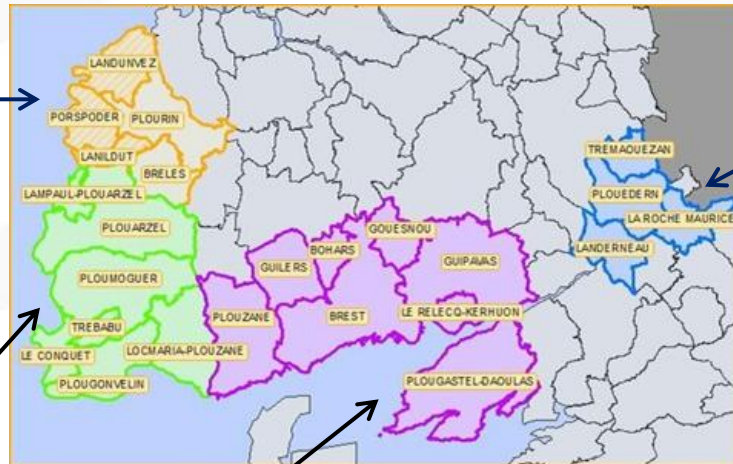 LANDUNVEZ
PORSPODER
PLOURIN
LANILDUT
BRELES
LAMPAUL-PLOUARZEL
PLOUARZEL
PLOUMOGUER
TREBABU
LE CONQUET
LOCMARIA-PLOUZANE
PLOUGONVELIN
PLOUZANE
GUILERS
BOHARS
GOUESNOU
GUIPAVAS
BREST
LE RELECQ-KERHUON
PLOUGASTEL-DAOULAS
TREMAOUEZAN
PLOUEDERN
LA ROCHE MAURICE
LANDERNEAU